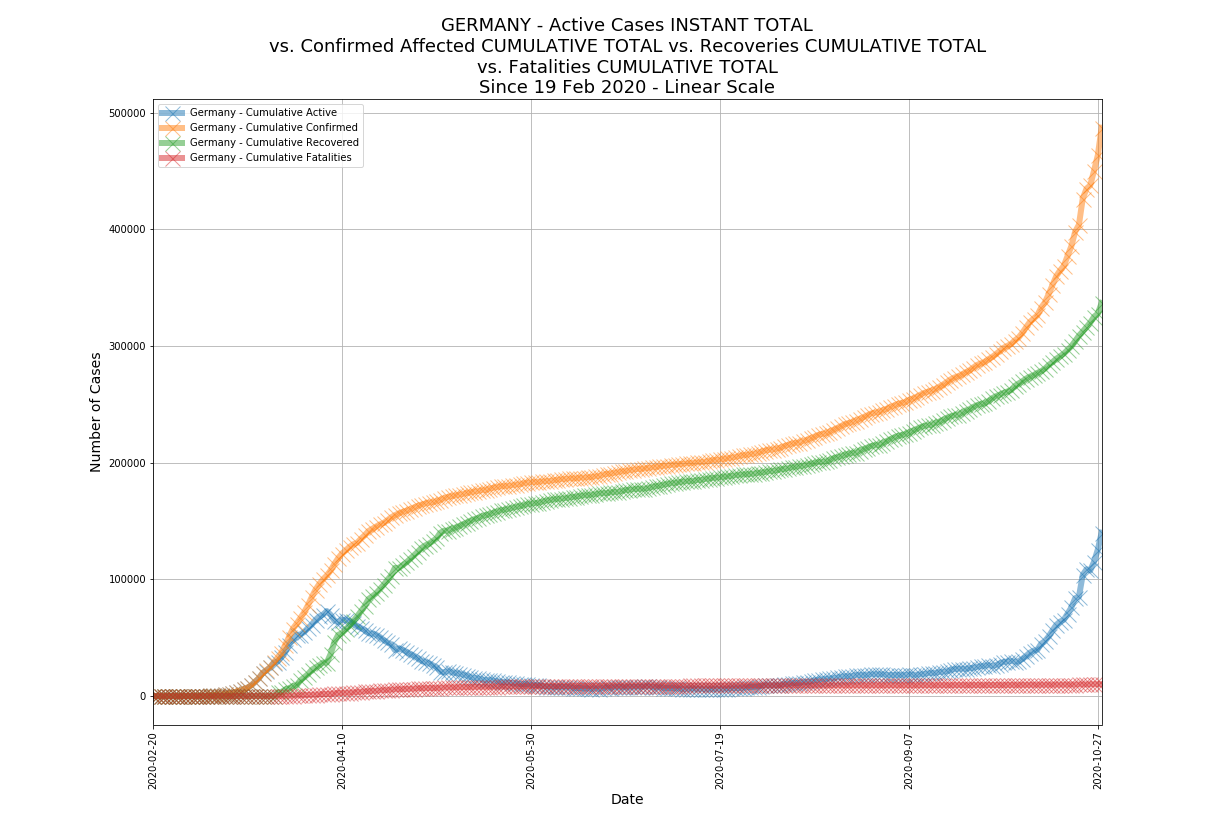 GERMANY - Active Cases INSTANT TOTAL
vs. Confirmed Affected CUMULATIVE TOTAL vs. Recoveries CUMULATIVE TOTAL
vs. Fatalities CUMULATIVE TOTAL
Since 19 Feb 2020 - Linear Scale
Germany - Cumulative Active
Germany - Cumulative Confirmed
Germany - Cumulative Recovered
Germany - Cumulative Fatalities
500000
400000
300000
200000
100000
0
Number of Cases
2020-02-20
2020-04-10
2020-05-30
2020-07-19
2020-09-07
2020-10-27
Date